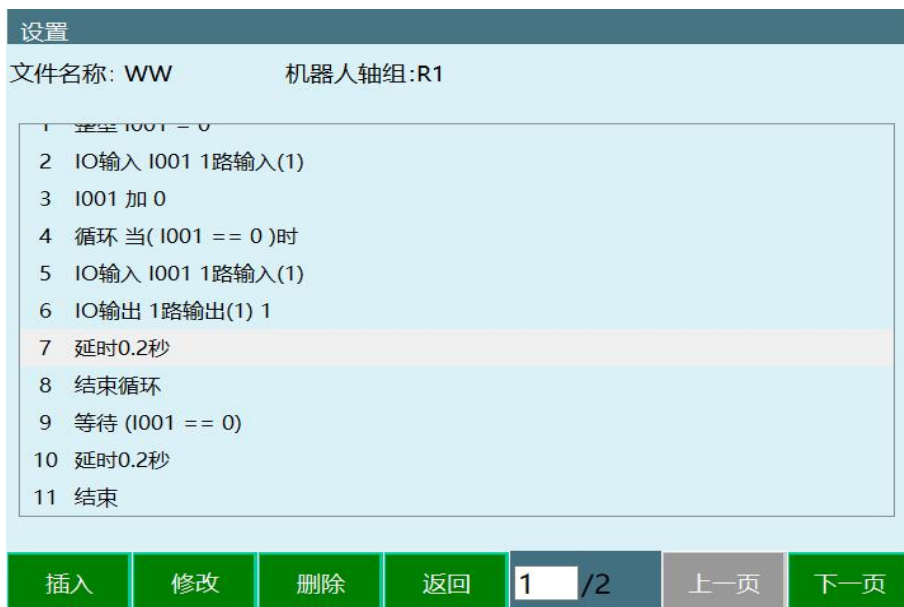 设置
文件名称: WW 机器人轴组:R1
1 整型 I001 = 0
2 IO输入 I001 1路输入(1)
3 I001 加 0
4 循环 当( I001 == 0 )时
5 IO输入 I001 1路输入(1)
6 IO输出 1路输出(1) 1
7 延时0.2秒
8 结束循环
9 等待 (I001 == 0)
10 延时0.2秒
11 结束
插入 修改 删除 返回 1 /2 上一页 下一页